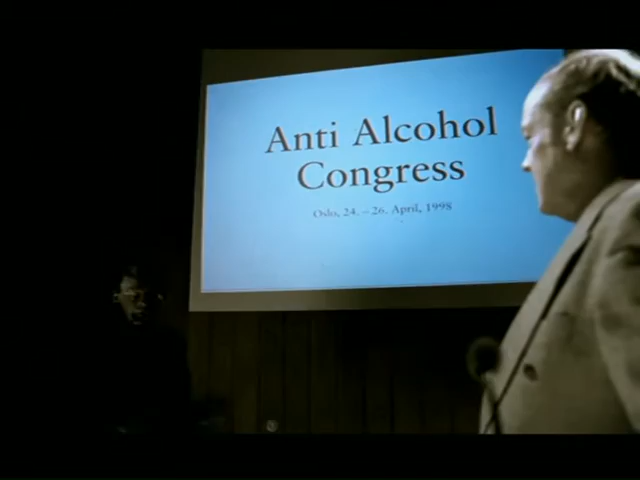 Anti Alcohol
Congress
Oslo, 24. – 26. April, 1998